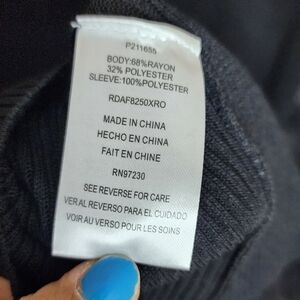 P211655
BODY:68%RAYON
32% POLYESTER
SLEEVE:100%POLYESTER
RDAF8250XRO
MADE IN CHINA
HECHO EN CHINA
FAIT EN CHINE
RN97230
SEE REVERSE FOR CARE
VER AL REVERSO PARA EL CUIDADO
VOIR AU VERSO POUR LES SOINS